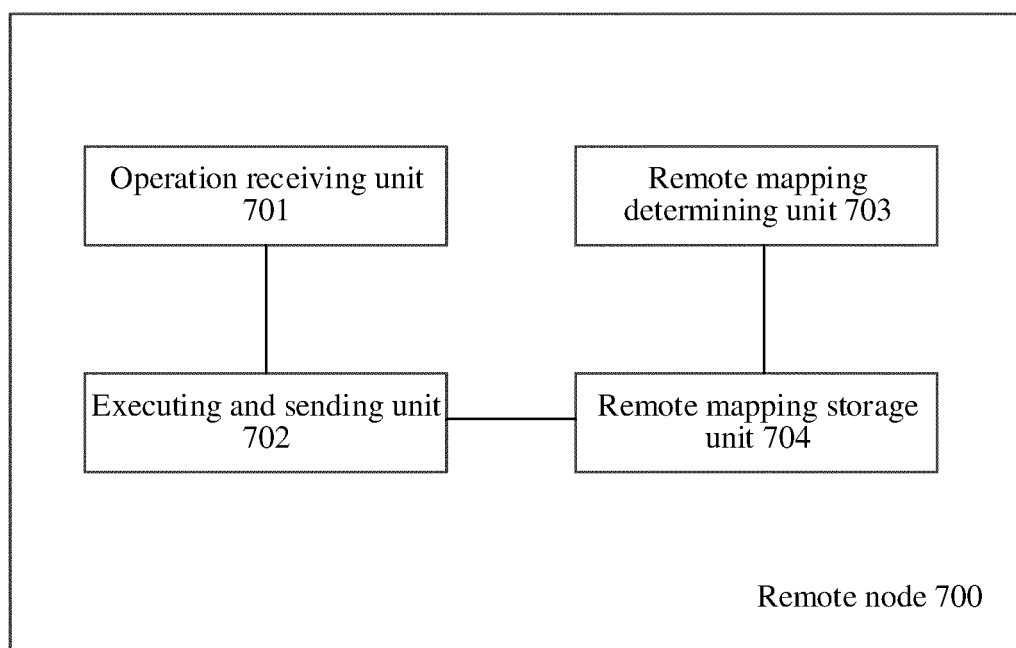 Operation receiving unit
701
Remote mapping
determining unit 703
Executing and sending unit
702
Remote mapping storage
unit 704
Remote node 700